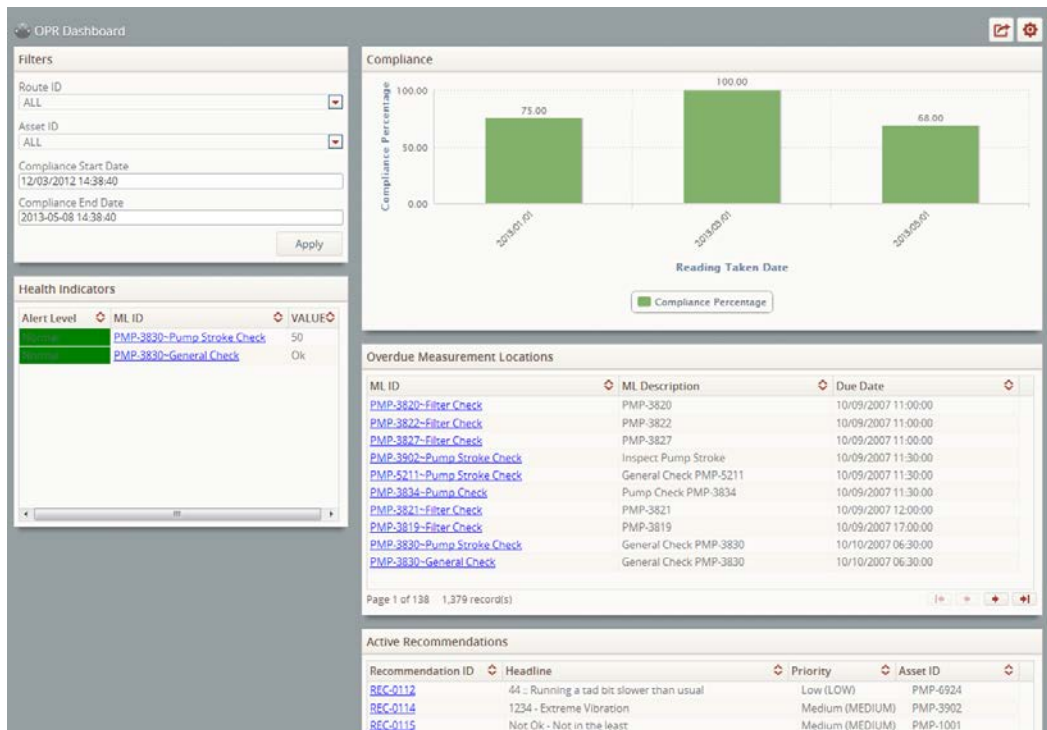 OPR Dashboard
Filters
Route ID
ALL
Asset ID
ALL
Compliance Start Date
12/03/2012 14:38:40
Compliance End Date
2013-05-08 14:38:40
Apply
Health Indicators
Alert Level ML ID VALUE
Normal PMP-3830~Pump Stroke Check 50
Normal PMP-3830~General Check Ok
Compliance
Compliance Percentage
100.00
50.00
0.00
75.00
100.00
68.00
2013/01/01
2013/03/01
2013/05/01
Reading Taken Date
Compliance Percentage
Overdue Measurement Locations
ML ID ML Description Due Date
PMP-3820~Filter Check PMP-3820 10/09/2007 11:00:00
PMP-3822~Filter Check PMP-3822 10/09/2007 11:00:00
PMP-3827~Filter Check PMP-3827 10/09/2007 11:00:00
PMP-3902~Pump Stroke Check Inspect Pump Stroke 10/09/2007 11:30:00
PMP-5211~Pump Stroke Check General Check PMP-5211 10/09/2007 11:30:00
PMP-3834~Pump Check Pump Check PMP-3834 10/09/2007 11:30:00
PMP-3821~Filter Check PMP-3821 10/09/2007 12:00:00
PMP-3819~Filter Check PMP-3819 10/09/2007 17:00:00
PMP-3830~Pump Stroke Check General Check PMP-3830 10/10/2007 06:30:00
PMP-3830~General Check General Check PMP-3830 10/10/2007 06:30:00
Page 1 of 138 1,379 record(s)
Active Recommendations
Recommendation ID Headline Priority Asset ID
REC-0112 44 :: Running a tad bit slower than usual Low (LOW) PMP-6924
REC-0114 1234 - Extreme Vibration Medium (MEDIUM) PMP-3902
REC-0115 Not Ok - Not in the least Medium (MEDIUM) PMP-1001